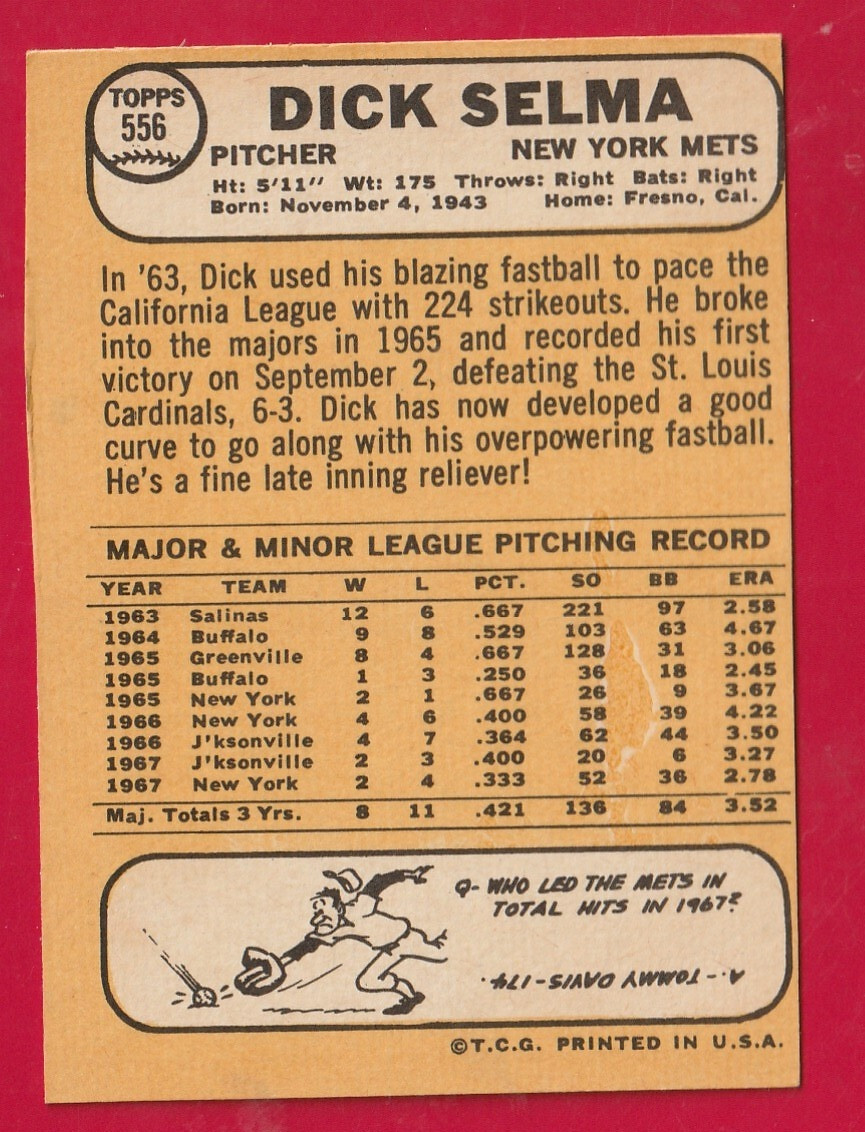 TOPPS
556
DICK SELMA
PITCHER NEW YORK METS
Ht: 5'11" Wt: 175 Throws: Right Bats: Right
Born: November 4, 1943 Home: Fresno, Cal.
In '63, Dick used his blazing fastball to pace the
California League with 224 strikeouts. He broke
into the majors in 1965 and recorded his first
victory on September 2, defeating the St. Louis
Cardinals, 6-3. Dick has now developed a good
curve to go along with his overpowering fastball.
He's a fine late inning reliever!
MAJOR & MINOR LEAGUE PITCHING RECORD
YEAR TEAM W L PCT. SO BB ERA
1963 Salinas 12 6 .667 221 97 2.58
1964 Buffalo 9 8 .529 103 63 4.67
1965 Greenville 8 4 .667 128 31 3.06
1965 Buffalo 1 3 .250 36 18 2.45
1965 New York 2 1 .667 26 9 3.67
1966 New York 4 6 .400 58 39 4.22
1966 J'ksonville 4 7 .364 62 44 3.50
1967 J'ksonville 2 3 .400 20 6 3.27
1967 New York 2 4 .333 52 36 2.78
Maj. Totals 3 Yrs. 8 11 .421 136 84 3.52
Q- WHO LED THE METS IN
TOTAL HITS IN 1967?
A.- TOMMY DAVIS-174.
©T.C.G. PRINTED IN U.S.A.